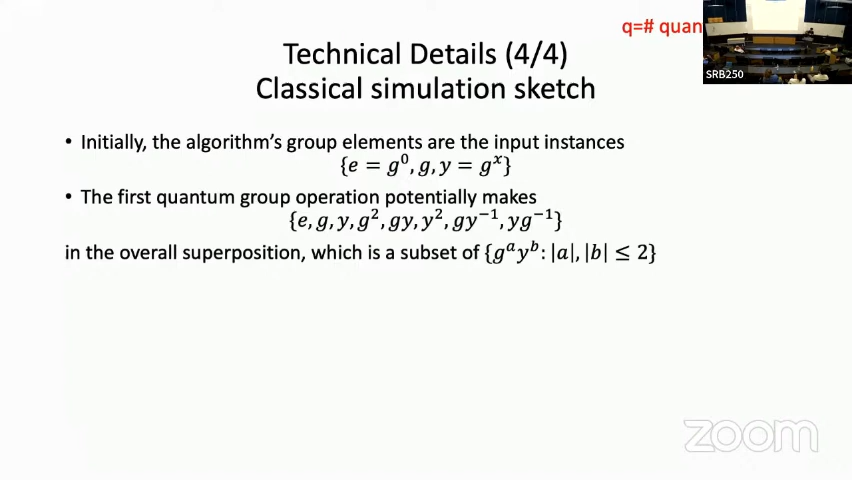 q=# quan
Technical Details (4/4)
Classical simulation sketch
SRB250
• Initially, the algorithm's group elements are the input instances
{e = g⁰, g, y = gˣ}
• The first quantum group operation potentially makes
{e, g, y, g², gy, y², gy⁻¹, yg⁻¹}
in the overall superposition, which is a subset of {gᵃyᵇ: |a|, |b| ≤ 2}
zoom